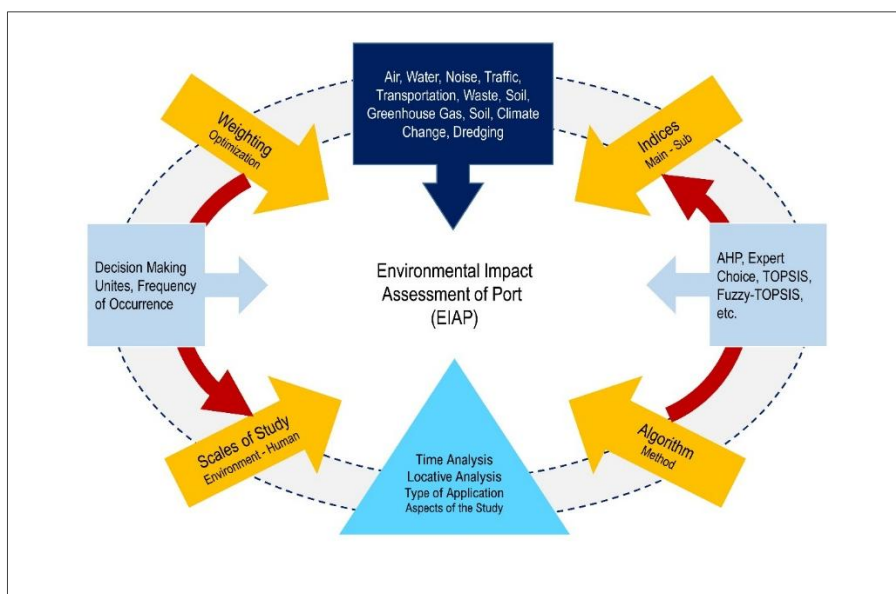 Air, Water, Noise, Traffic,
Transportation, Waste, Soil,
Greenhouse Gas, Soil, Climate
Change, Dredging
Weighting
Optimization
Indices
Main - Sub
Decision Making
Unites, Frequency
of Occurrence
Environmental Impact
Assessment of Port
(EIAP)
AHP, Expert
Choice, TOPSIS,
Fuzzy-TOPSIS,
etc.
Scales of Study
Environment - Human
Time Analysis
Locative Analysis
Type of Application
Aspects of the Study
Algorithm
Method